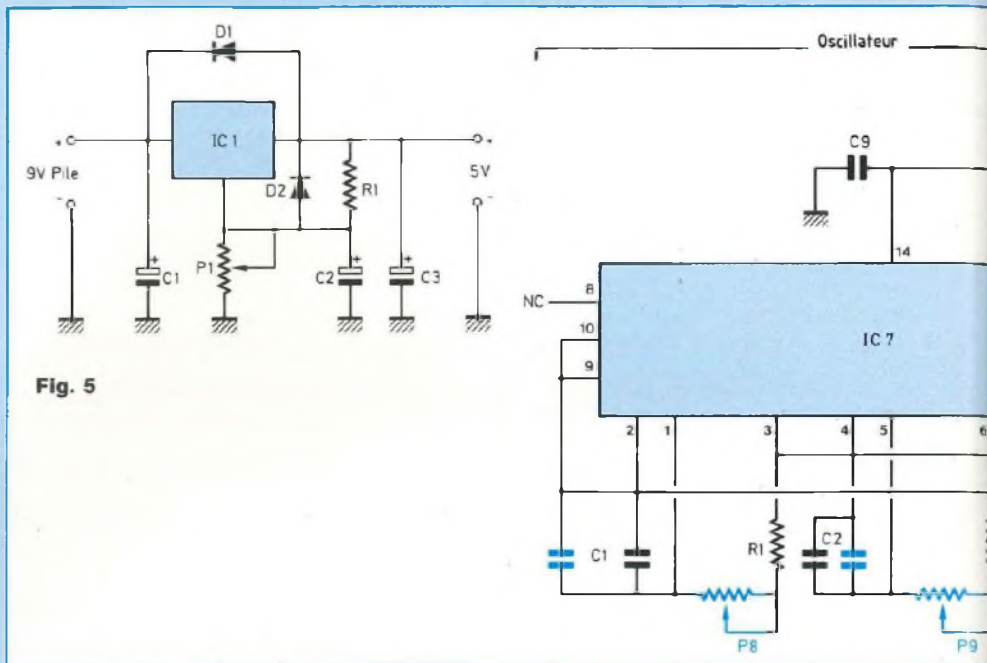 D1
Oscillateur
+ IC 1 +
9V Pile 5V
D2 R1
- -
P1
+ + +
C1 C2 C3
Fig. 5
C9
14
NC 8
10
9
IC 7
2 1 3 4 5 6
C1 R1 C2
P8 P9